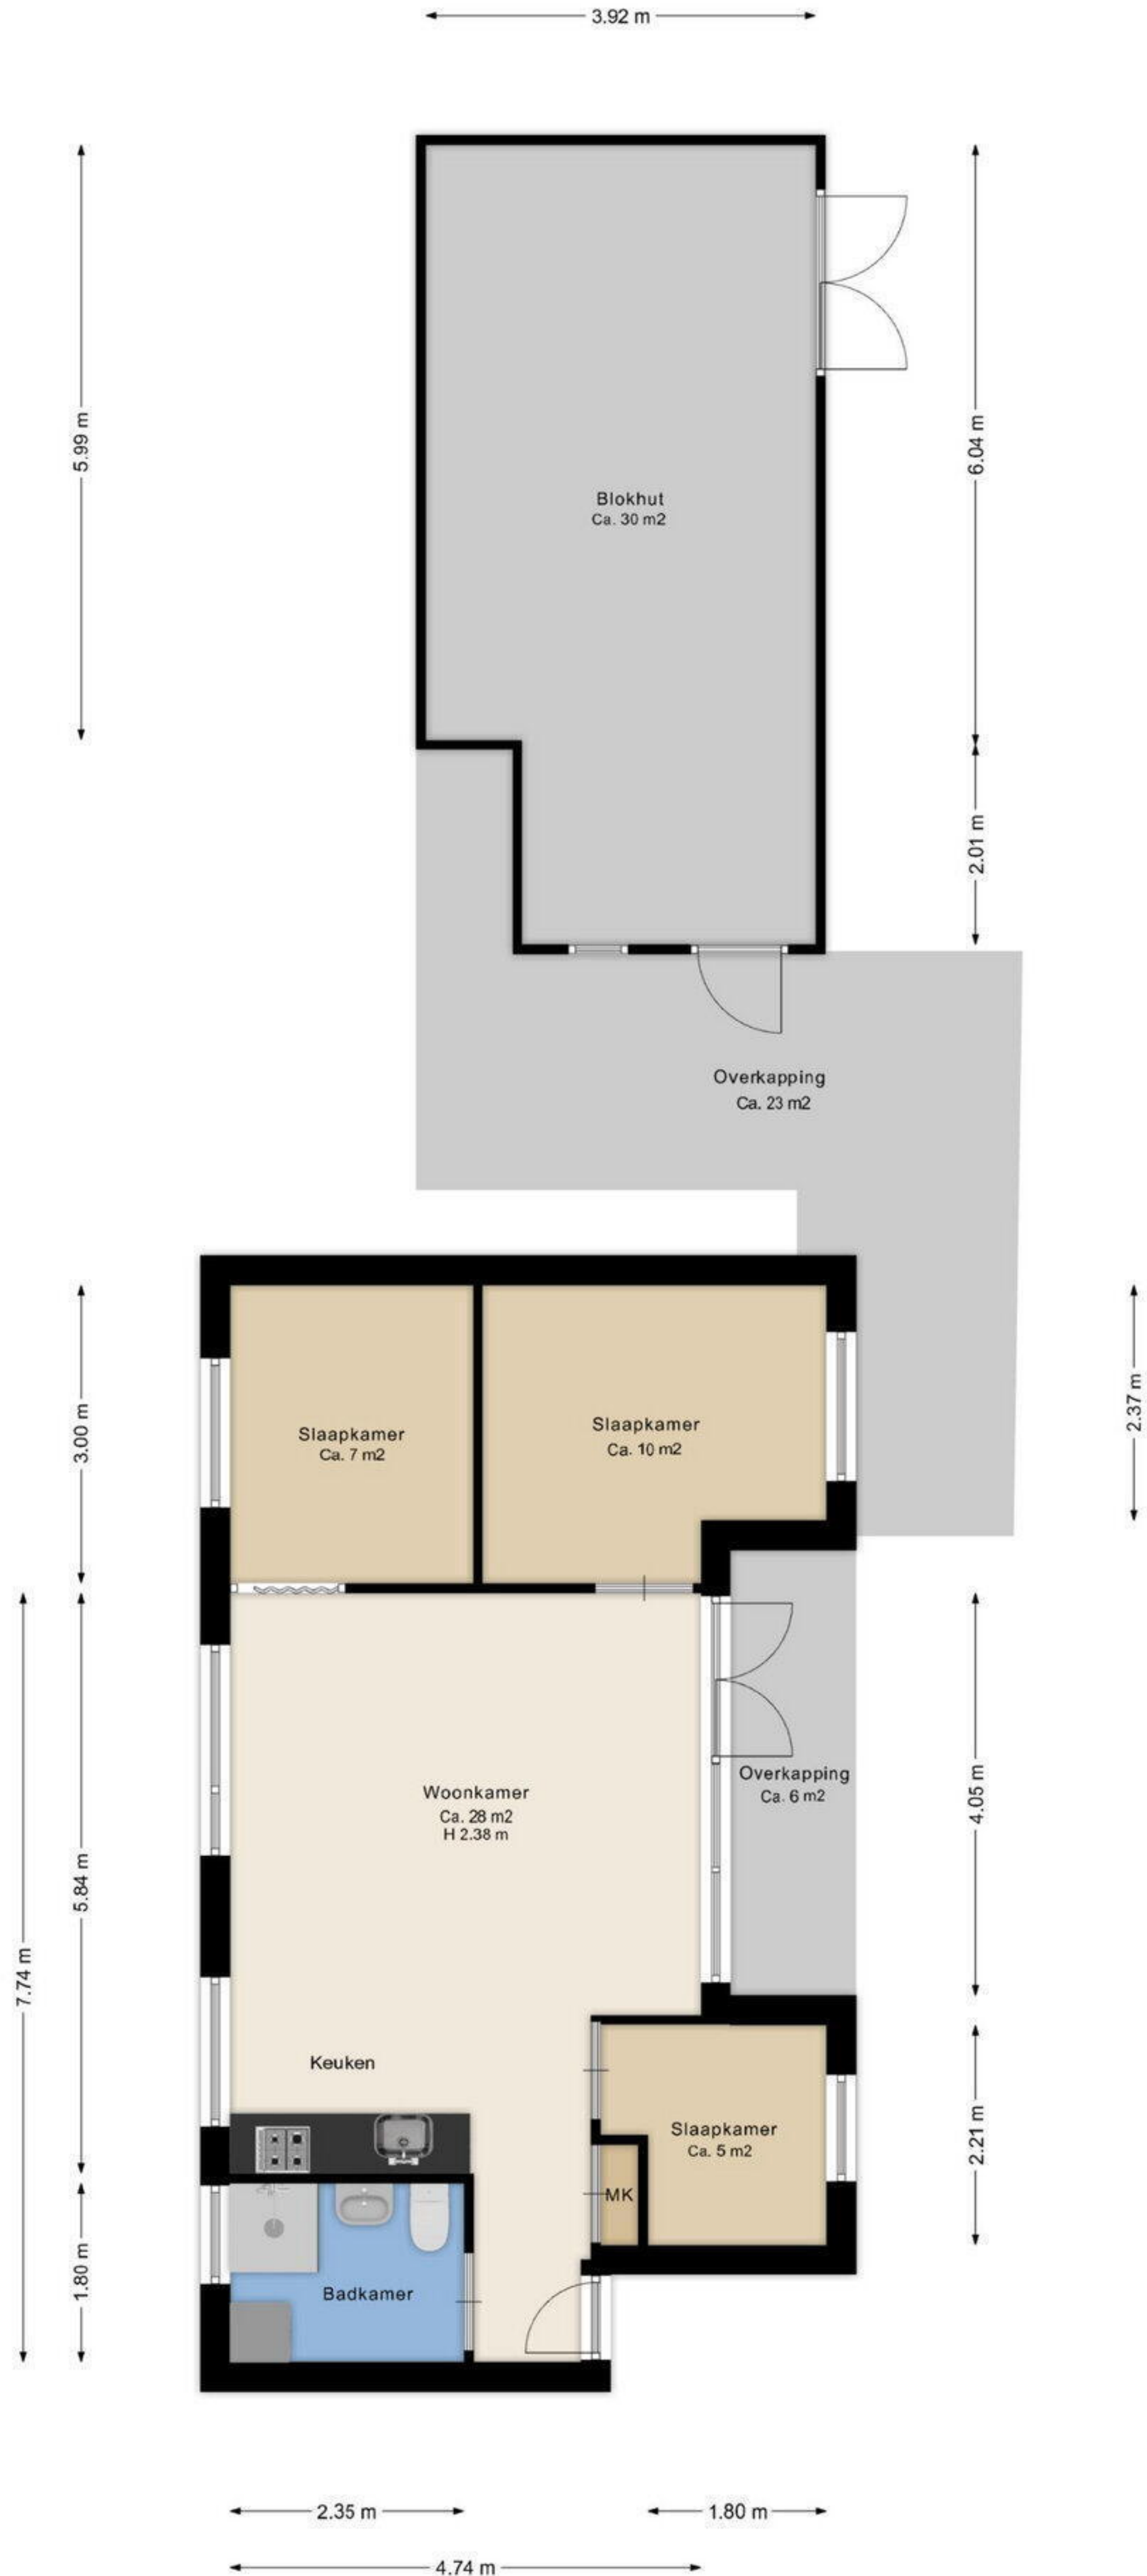 3.92 m
5.99 m
6.04 m
Blokhut
Ca. 30 m2
2.01 m
Overkapping
Ca. 23 m2
3.00 m
Slaapkamer
Ca. 7 m2
Slaapkamer
Ca. 10 m2
2.37 m
7.74 m
5.84 m
Woonkamer
Ca. 28 m2
H 2.38 m
Overkapping
Ca. 6 m2
4.05 m
Keuken
Slaapkamer
Ca. 5 m2
2.21 m
MK
1.80 m
Badkamer
2.35 m
1.80 m
4.74 m